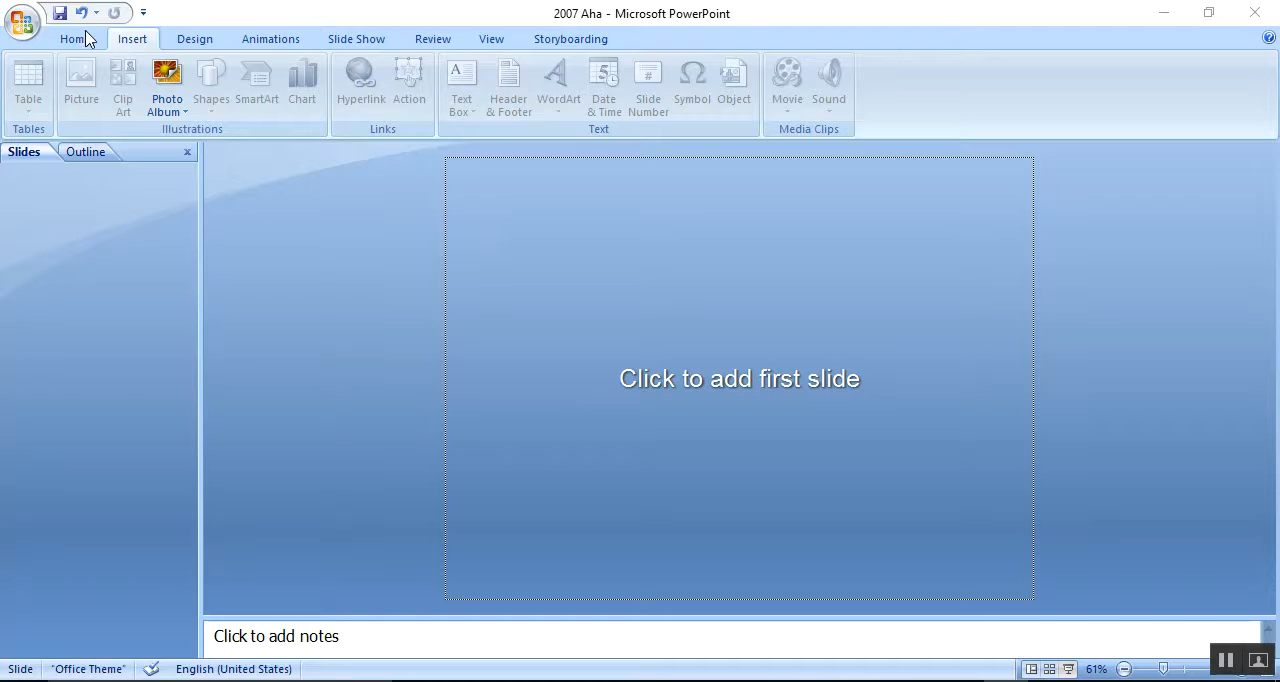 2007 Aha - Microsoft PowerPoint
Home Insert Design Animations Slide Show Review View Storyboarding
Table Picture Clip Art Photo Album Shapes SmartArt Chart Hyperlink Action Text Box Header & Footer WordArt Date & Time Slide Number Symbol Object Movie Sound
Tables Illustrations Links Text Media Clips
Slides Outline x
Click to add first slide
Click to add notes
Slide "Office Theme" English (United States) 61%